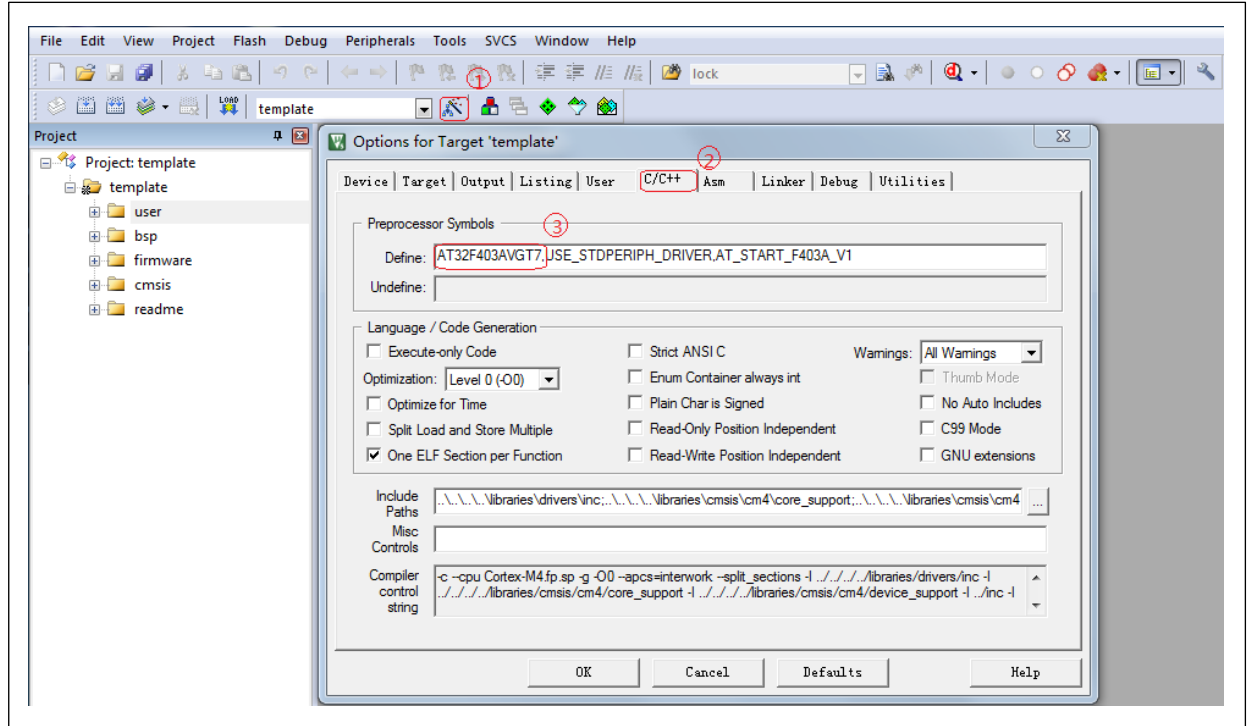 File Edit View Project Flash Debug Peripherals Tools SVCS Window Help
① lock
LOAD template
Project
Options for Target 'template'
Project: template
template
user
bsp
firmware
cmsis
readme
②
Device Target Output Listing User C/C++ Asm Linker Debug Utilities
Preprocessor Symbols ③
Define: AT32F403AVGT7,USE_STDPERIPH_DRIVER,AT_START_F403A_V1
Undefine:
Language / Code Generation
Execute-only Code Strict ANSI C Warnings: All Warnings
Optimization: Level 0 (-O0) Enum Container always int Thumb Mode
Optimize for Time Plain Char is Signed No Auto Includes
Split Load and Store Multiple Read-Only Position Independent C99 Mode
One ELF Section per Function Read-Write Position Independent GNU extensions
Include Paths ..\..\..\..\libraries\drivers\inc;..\..\..\..\libraries\cmsis\cm4\core_support;..\..\..\..\libraries\cmsis\cm4 ...
Misc Controls
Compiler control string -c --cpu Cortex-M4.fp.sp -g -O0 --apcs=interwork --split_sections -I ../../../../libraries/drivers/inc -I
../../../../libraries/cmsis/cm4/core_support -I ../../../../libraries/cmsis/cm4/device_support -I ../inc -I
OK Cancel Defaults Help